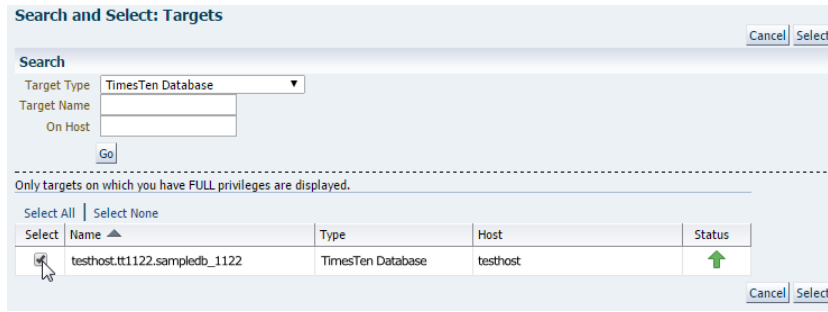 Search and Select: Targets
Cancel Select
Search
Target Type TimesTen Database
Target Name
On Host
Go
Only targets on which you have FULL privileges are displayed.
Select All | Select None
Select Name Type Host Status
testhost.tt1122.sampledb_1122 TimesTen Database testhost
Cancel Select